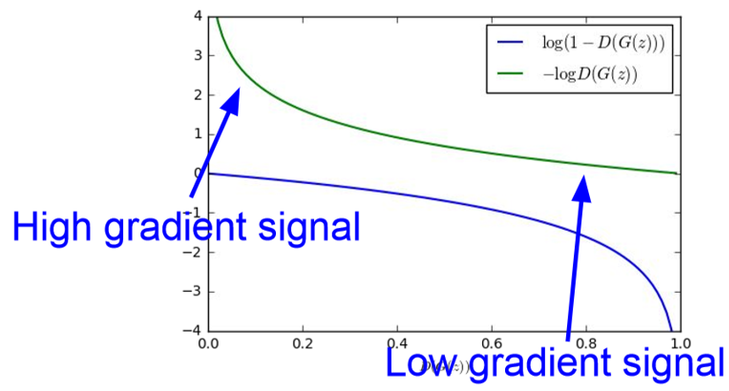 4
log(1 − D(G(z)))
−logD(G(z))
3
2
1
0
High gradient signal
−1
−2
−3
−4
0.0 0.2 0.4 0.6 0.8 1.0
D(G(z))
Low gradient signal